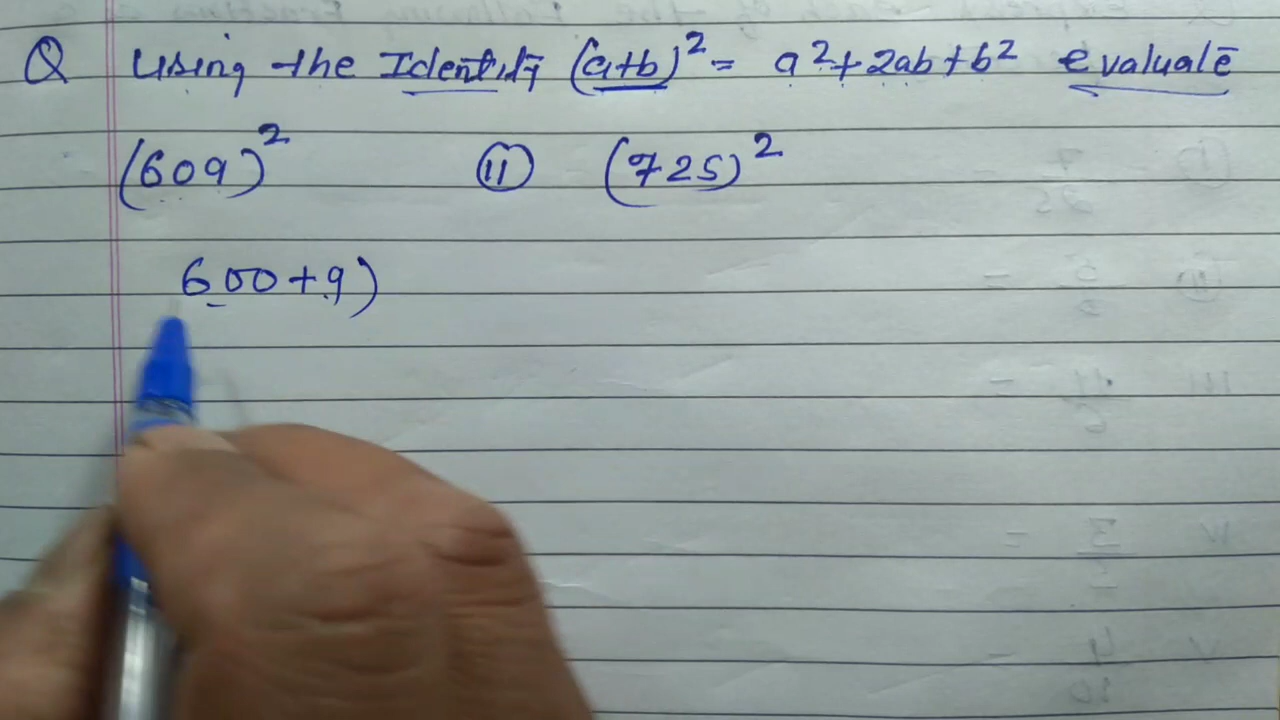 Q Using the Identity (a+b)² = a²+2ab+b² evaluate
(609)² (II) (725)²
600+9)